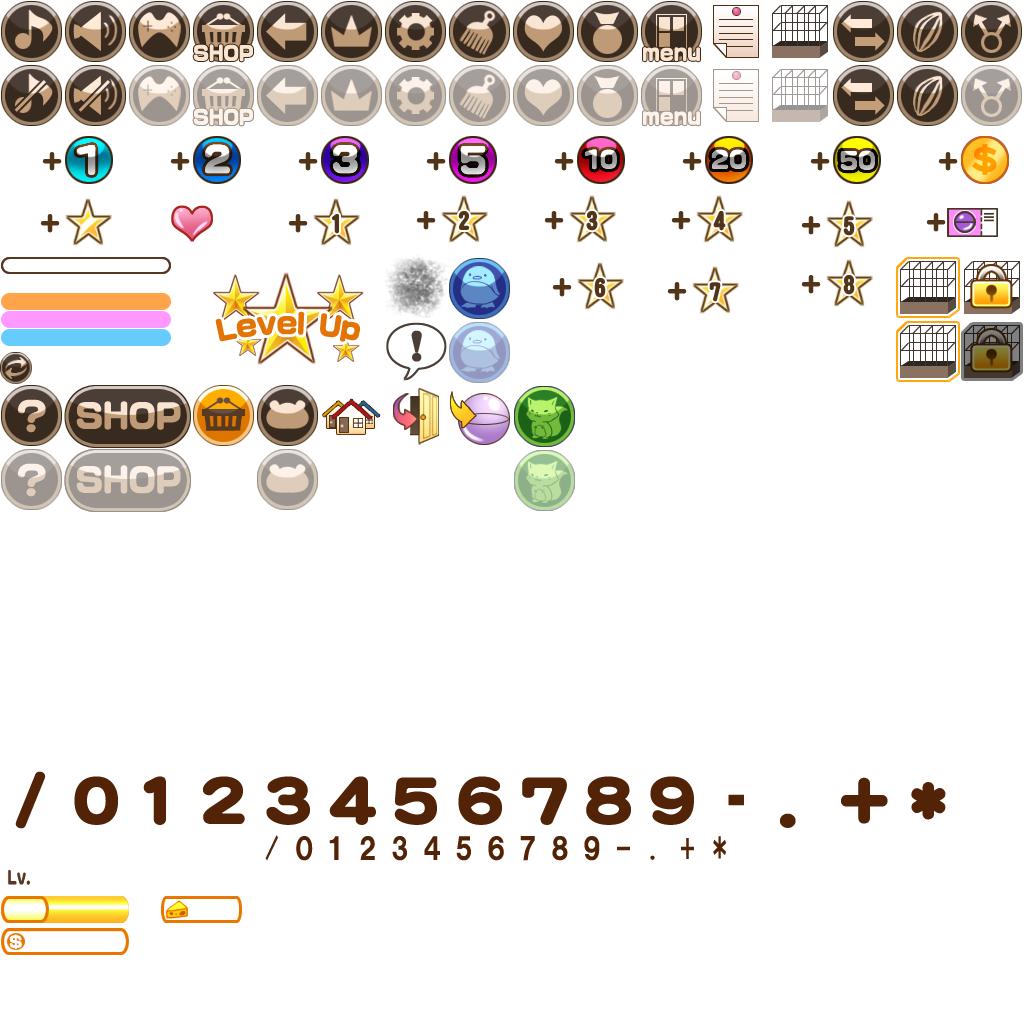 SHOP menu
SHOP menu
+1 +2 +3 +5 +10 +20 +50 +$
+ +1 +2 +3 +4 +5 +
Level Up
+6 +7 +8
!
? SHOP
? SHOP
/0123456789-.+*
/0123456789-.+*
Lv.
$